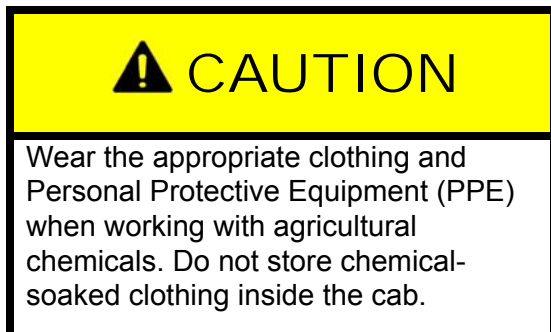 CAUTION
Wear the appropriate clothing and
Personal Protective Equipment (PPE)
when working with agricultural
chemicals. Do not store chemical-
soaked clothing inside the cab.